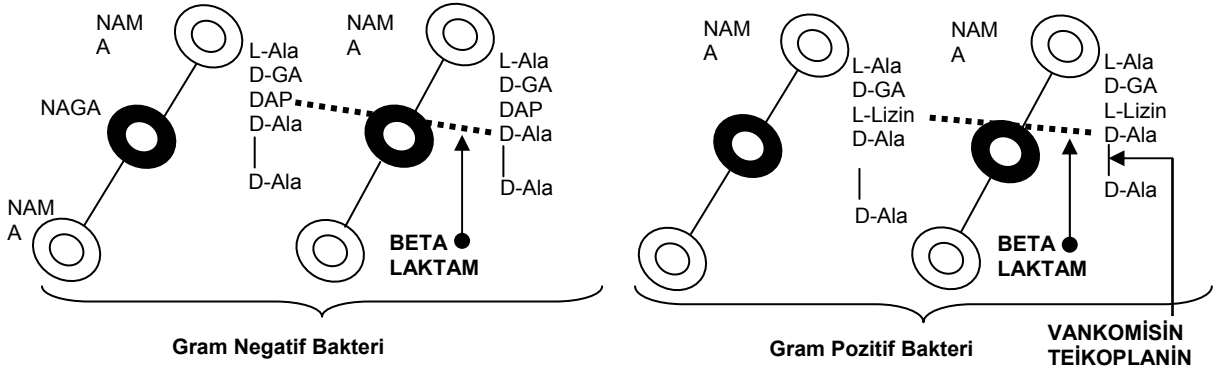 NAM
A
NAM
A
NAGA
NAM
A
L-Ala
D-GA
DAP
D-Ala
D-Ala
L-Ala
D-GA
DAP
D-Ala
D-Ala
BETA
LAKTAM
Gram Negatif Bakteri
NAM
A
NAM
A
L-Ala
D-GA
L-Lizin
D-Ala
D-Ala
L-Ala
D-GA
L-Lizin
D-Ala
D-Ala
BETA
LAKTAM
Gram Pozitif Bakteri
VANKOMİSİN
TEİKOPLANİN